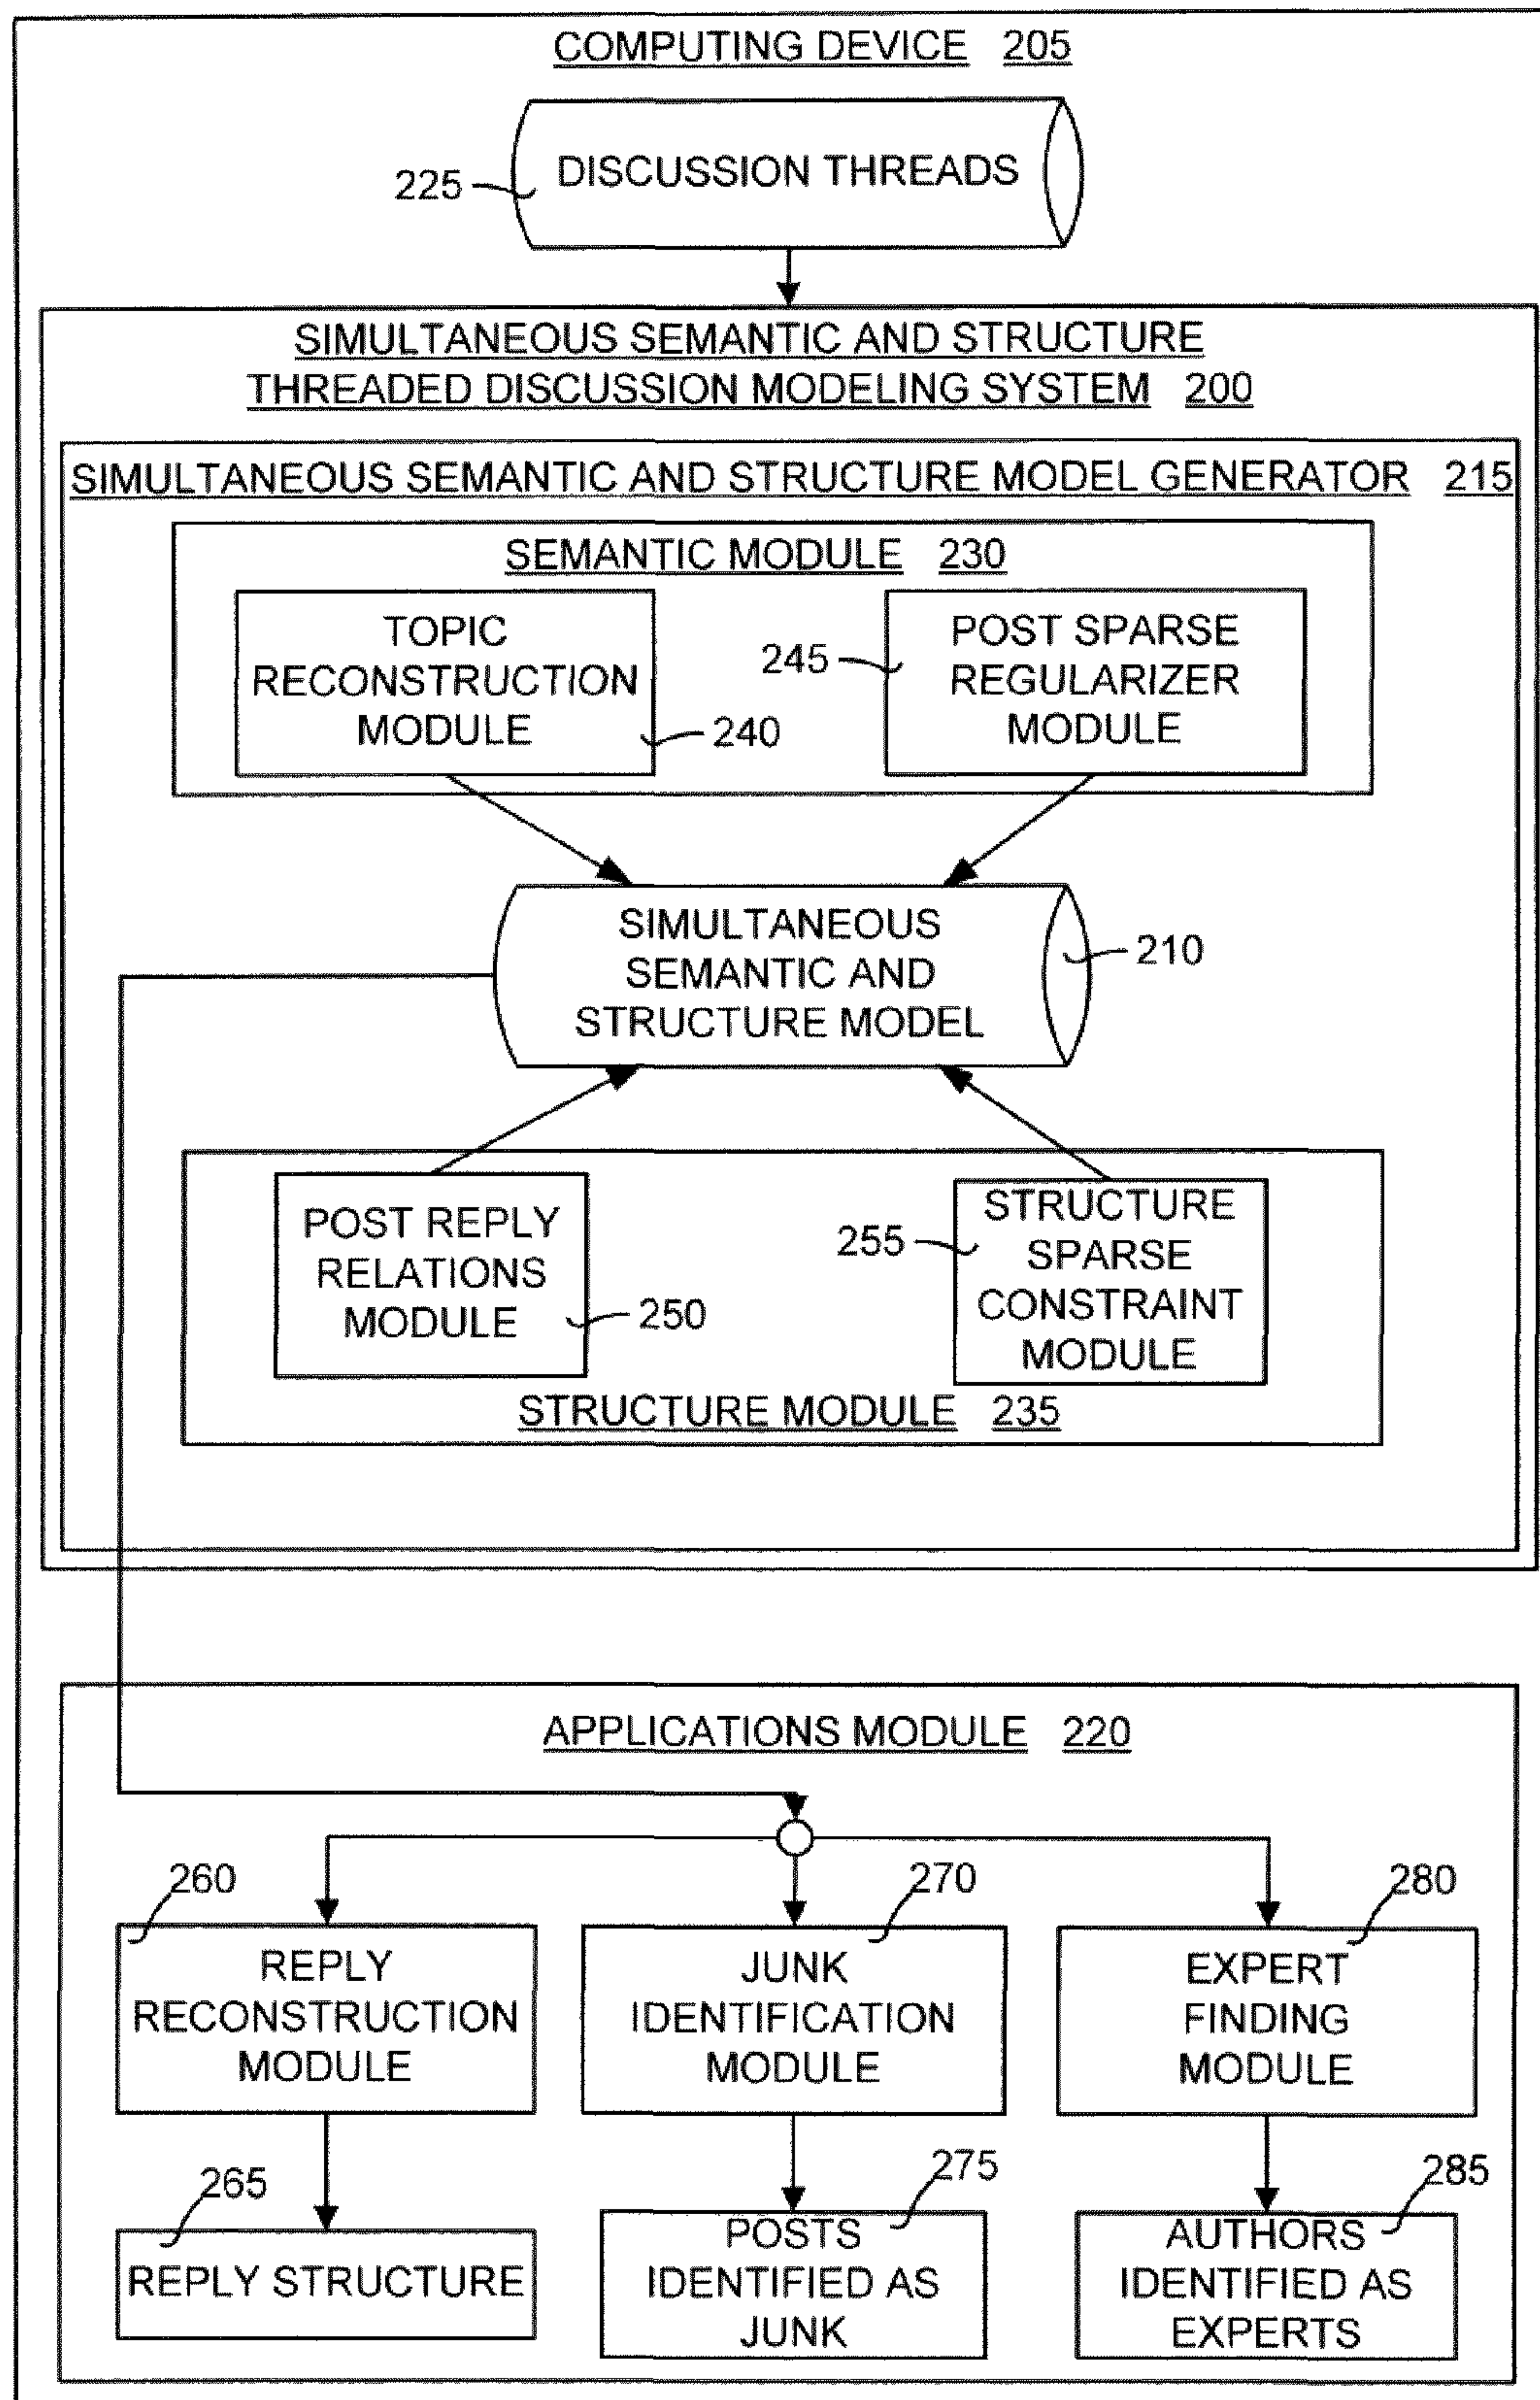 COMPUTING DEVICE 205
DISCUSSION THREADS
225
SIMULTANEOUS SEMANTIC AND STRUCTURE
THREADED DISCUSSION MODELING SYSTEM 200
SIMULTANEOUS SEMANTIC AND STRUCTURE MODEL GENERATOR 215
SEMANTIC MODULE 230
TOPIC
RECONSTRUCTION
MODULE
240
245
POST SPARSE
REGULARIZER
MODULE
SIMULTANEOUS
SEMANTIC AND
STRUCTURE MODEL
210
POST REPLY
RELATIONS
MODULE
250
255
STRUCTURE
SPARSE
CONSTRAINT
MODULE
STRUCTURE MODULE 235
APPLICATIONS MODULE 220
260
REPLY
RECONSTRUCTION
MODULE
270
JUNK
IDENTIFICATION
MODULE
280
EXPERT
FINDING
MODULE
265
REPLY STRUCTURE
275
POSTS
IDENTIFIED AS
JUNK
285
AUTHORS
IDENTIFIED AS
EXPERTS